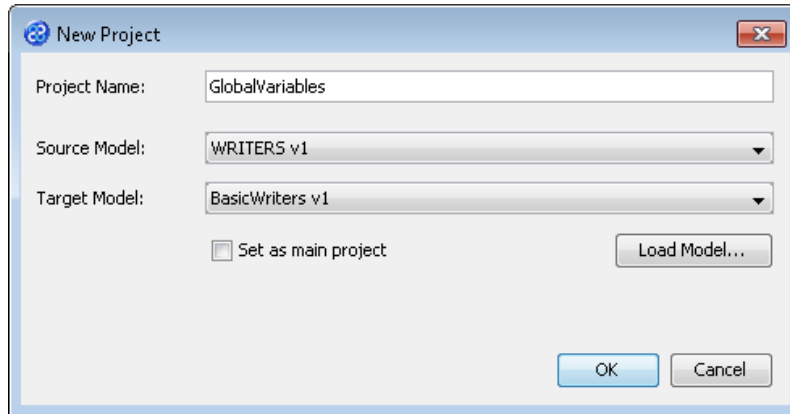 New Project
Project Name: GlobalVariables
Source Model: WRITERS v1
Target Model: BasicWriters v1
Set as main project Load Model...
OK Cancel